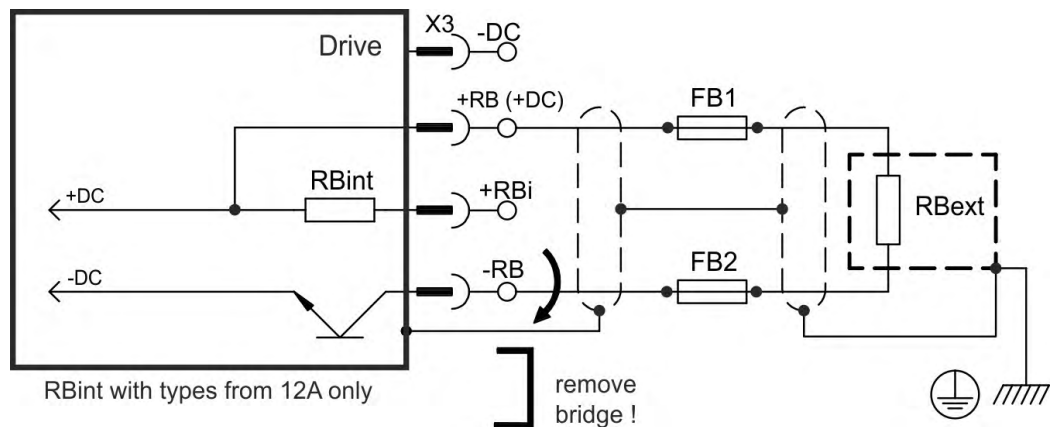 X3
-DC
Drive
+RB (+DC)
FB1
+DC
RBint
+RBi
RBext
-DC
-RB
FB2
RBint with types from 12A only
remove
bridge !